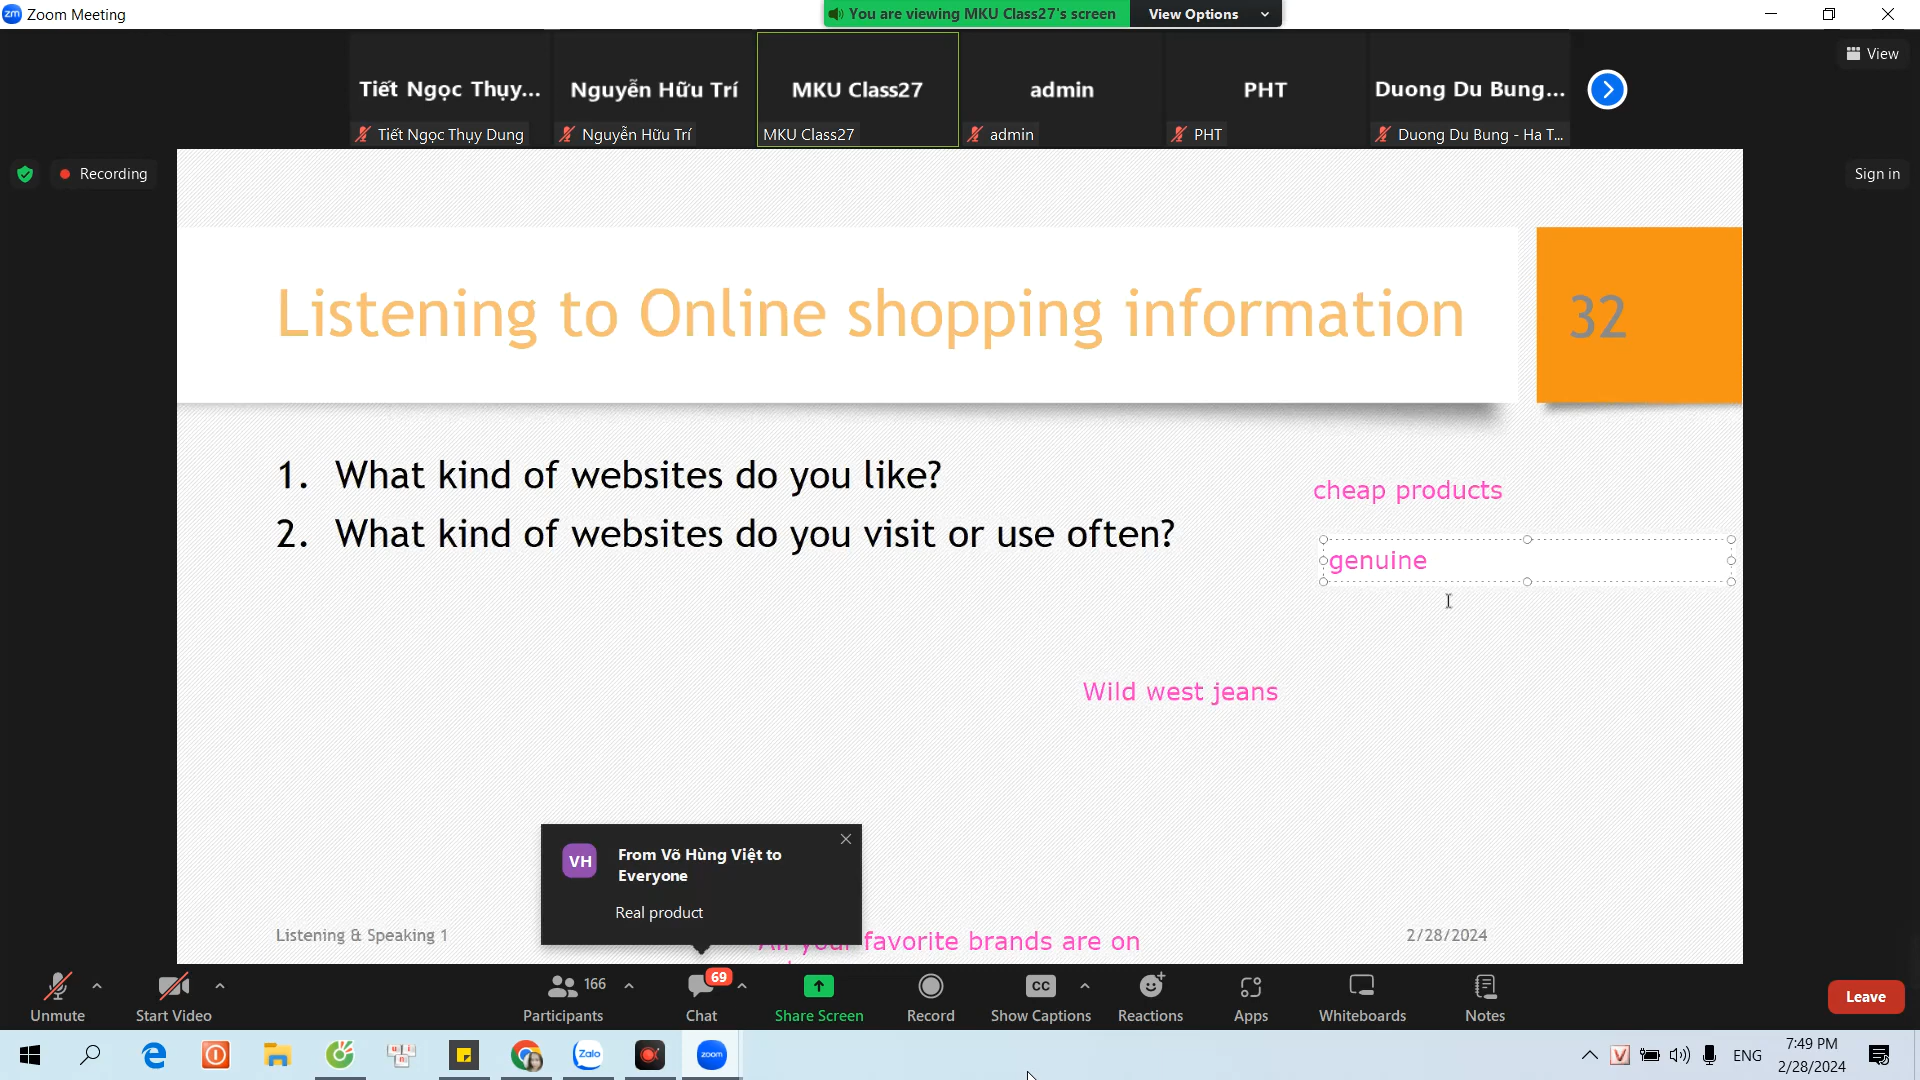 Zoom Meeting
You are viewing MKU Class27's screen
View Options
View
Tiết Ngọc Thụy...
Nguyễn Hữu Trí
MKU Class27
admin
PHT
Duong Du Bung...
Tiết Ngọc Thụy Dung
Nguyễn Hữu Trí
MKU Class27
admin
PHT
Duong Du Bung - Ha T...
Recording
Sign in
Listening to Online shopping information
32
1. What kind of websites do you like?
2. What kind of websites do you visit or use often?
cheap products
genuine
Wild west jeans
VH
From Võ Hùng Việt to
Everyone
Real product
Listening & Speaking 1
All your favorite brands are on
2/28/2024
Unmute
Start Video
166
Participants
69
Chat
Share Screen
Record
CC
Show Captions
Reactions
Apps
Whiteboards
Notes
Leave
Zalo
zoom
ENG
7:49 PM
2/28/2024